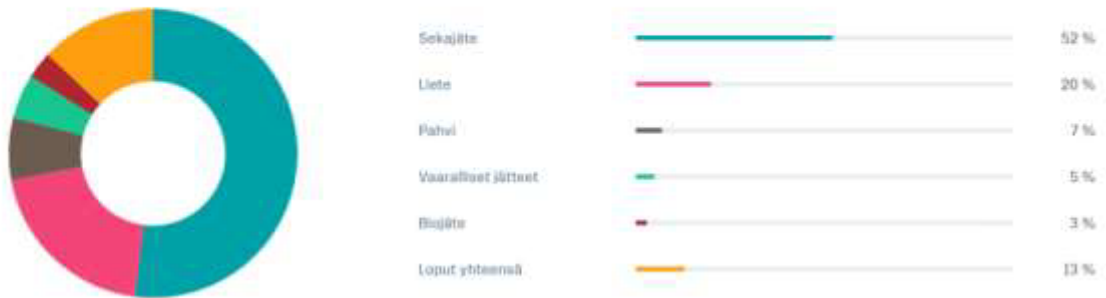 Sekajäte 52 %
Liete 20 %
Pahvi 7 %
Vaaralliset jätteet 5 %
Biojäte 3 %
Loput yhteensä 13 %